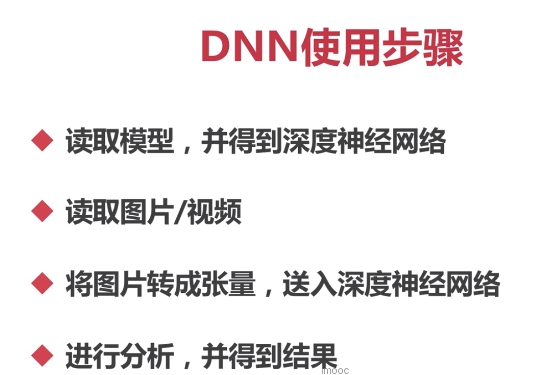 DNN使用步骤
读取模型，并得到深度神经网络
读取图片/视频
将图片转成张量，送入深度神经网络
进行分析，并得到结果
imooc